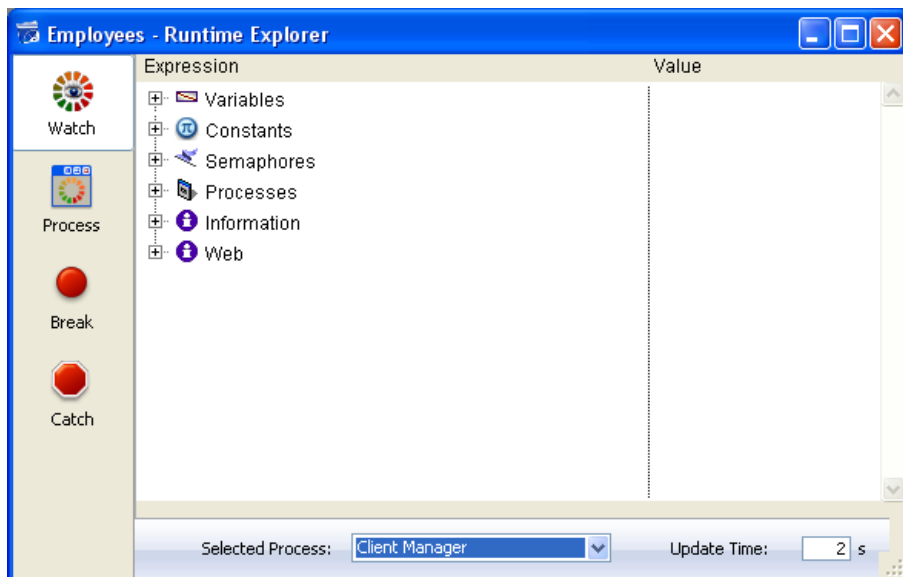 Employees - Runtime Explorer
Expression Value
Watch
Variables
Constants
Semaphores
Processes
Information
Web
Process
Break
Catch
Selected Process: Client Manager Update Time: 2 s